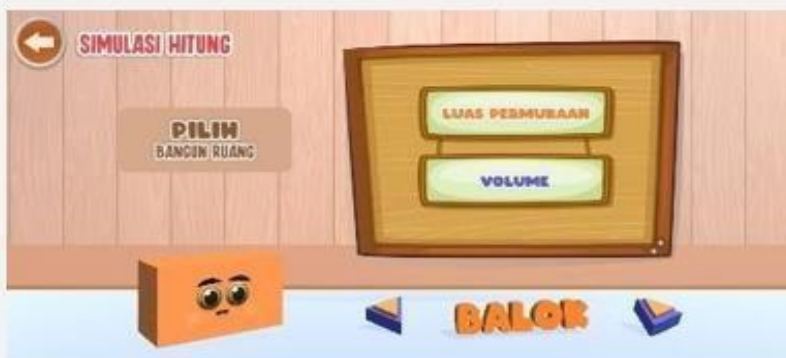 SIMULASI HITUNG
PILIH
BANGUN RUANG
LUAS PERMUKAAN
VOLUME
BALOK